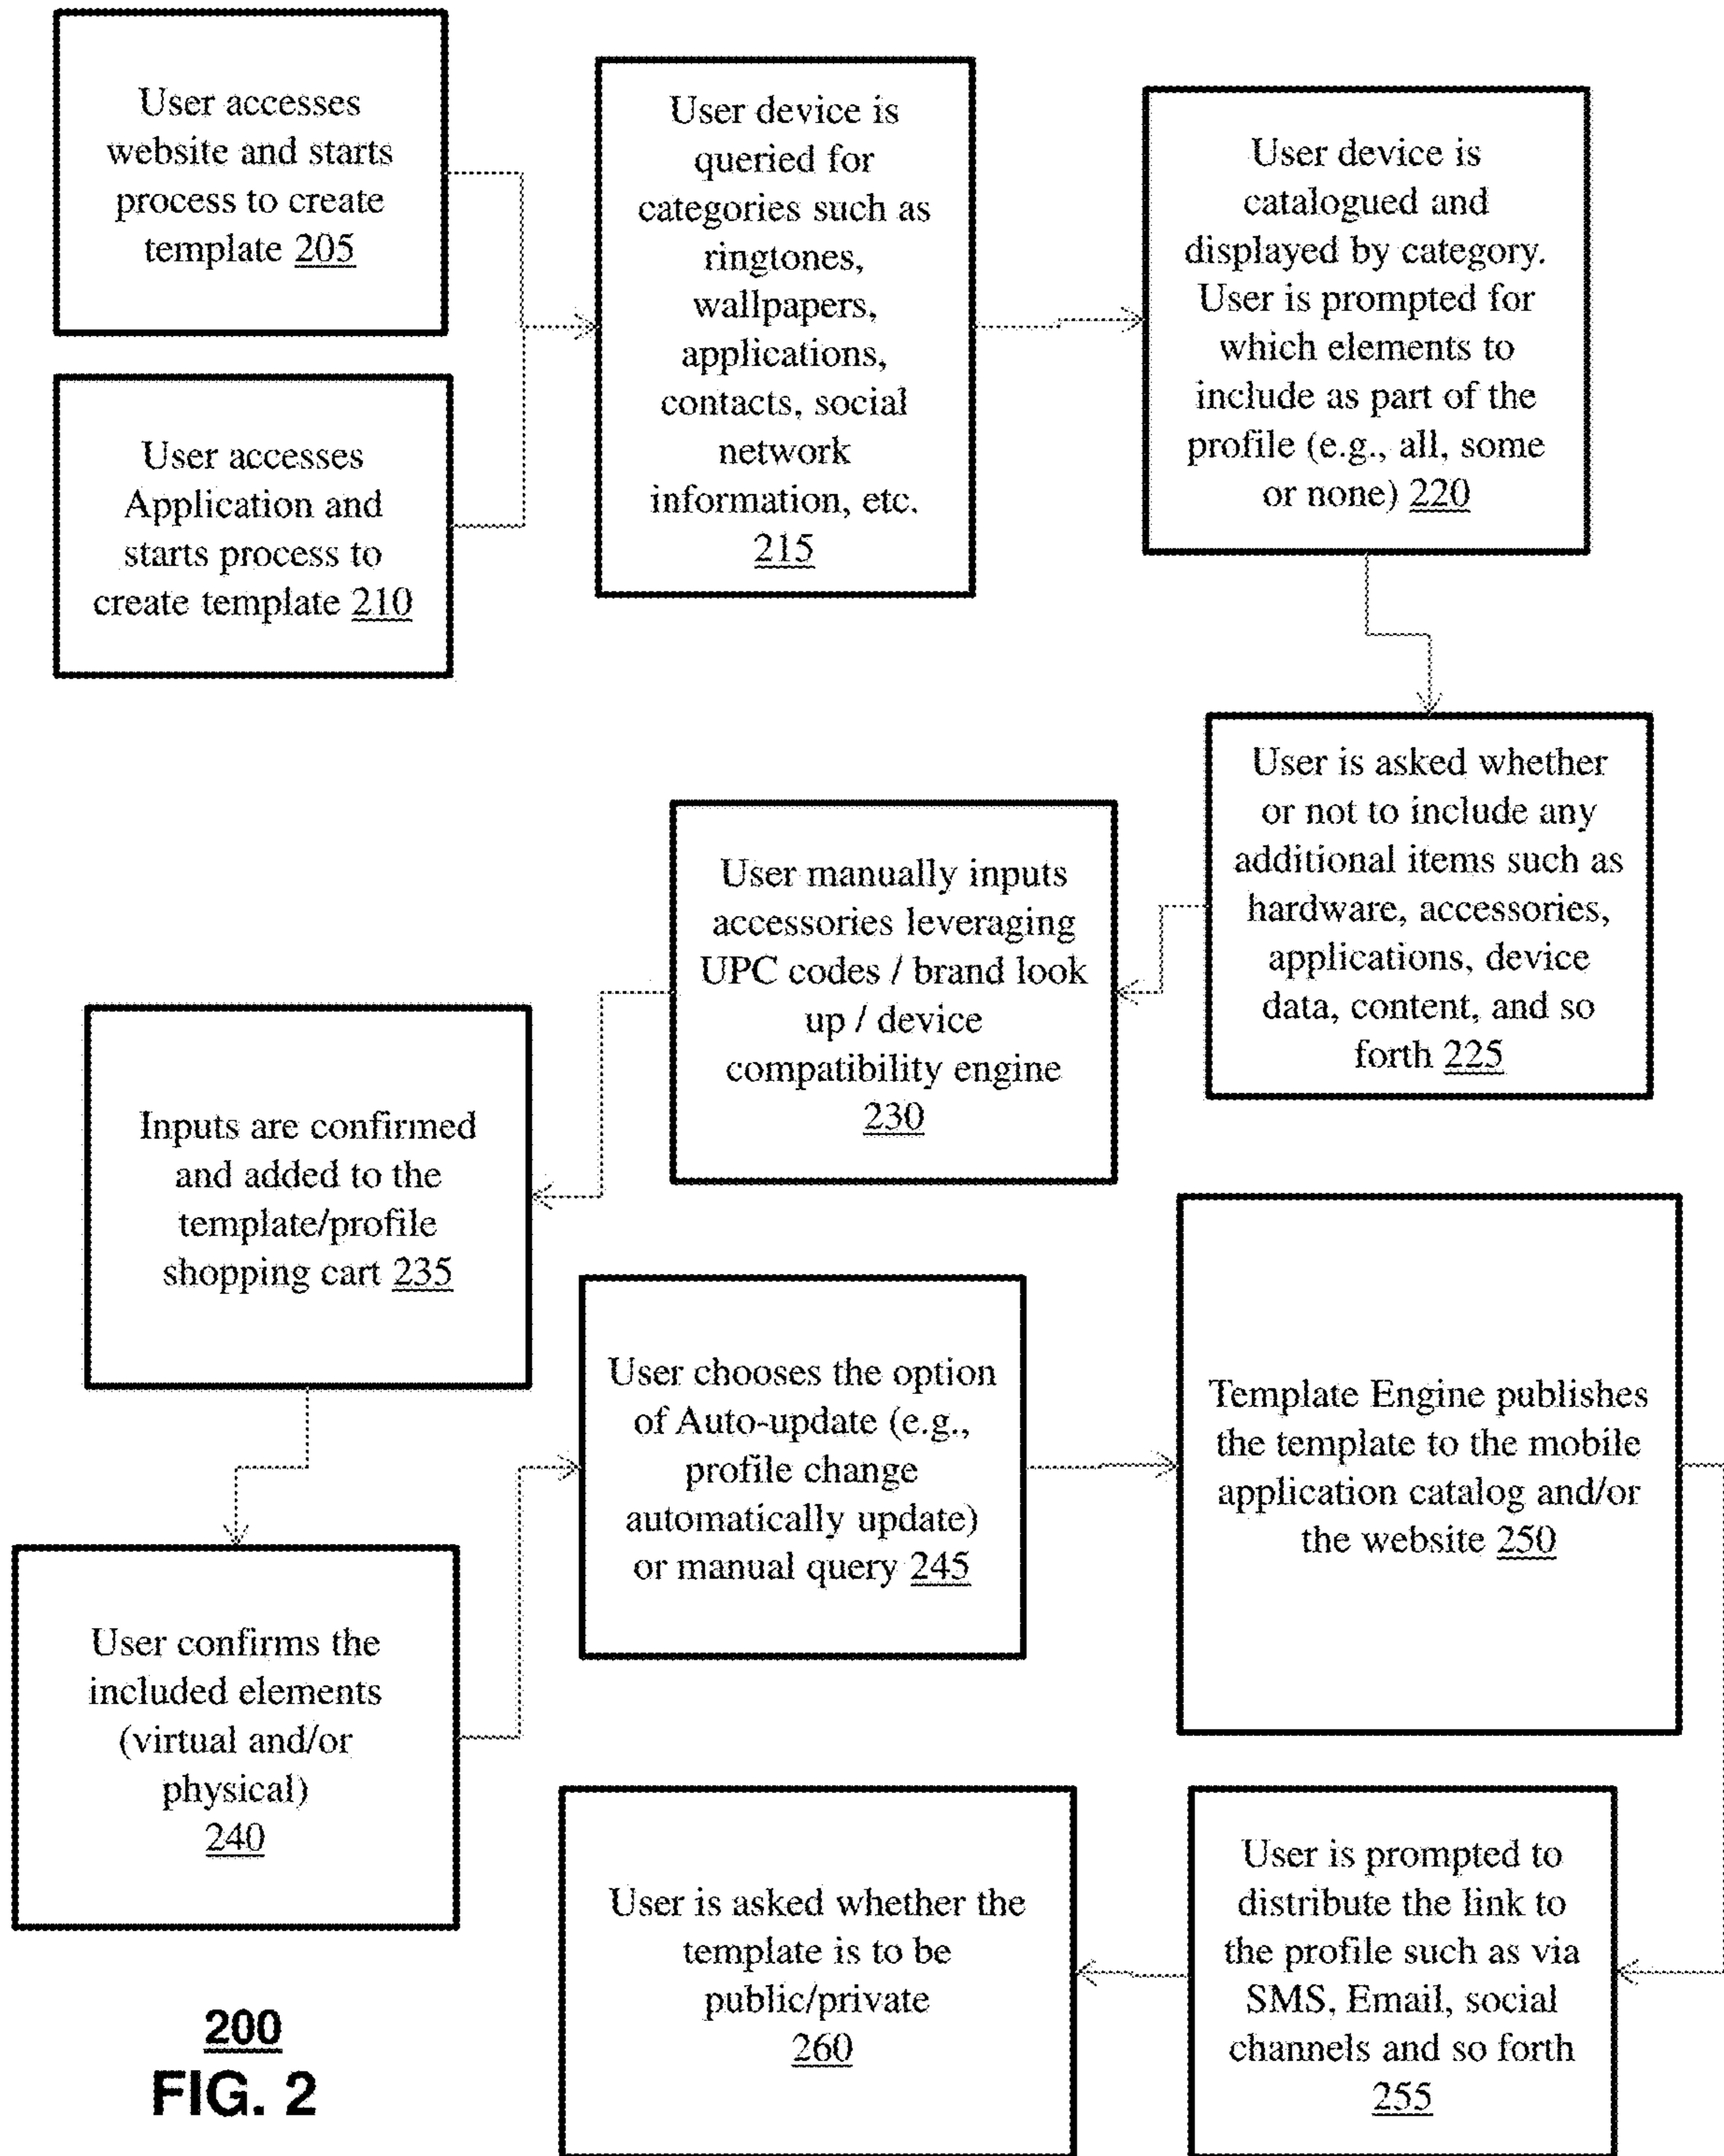 User accesses
website and starts
process to create
template 205
User accesses
Application and
starts process to
create template 210
User device is
queried for
categories such as
ringtones,
wallpapers,
applications,
contacts, social
network
information, etc.
215
User device is
catalogued and
displayed by category.
User is prompted for
which elements to
include as part of the
profile (e.g., all, some
or none) 220
User is asked whether
or not to include any
additional items such as
hardware, accessories,
applications, device
data, content, and so
forth 225
User manually inputs
accessories leveraging
UPC codes / brand look
up / device
compatibility engine
230
Inputs are confirmed
and added to the
template/profile
shopping cart 235
User confirms the
included elements
(virtual and/or
physical)
240
User chooses the option
of Auto-update (e.g.,
profile change
automatically update)
or manual query 245
Template Engine publishes
the template to the mobile
application catalog and/or
the website 250
User is prompted to
distribute the link to
the profile such as via
SMS, Email, social
channels and so forth
255
User is asked whether the
template is to be
public/private
260
200
FIG. 2